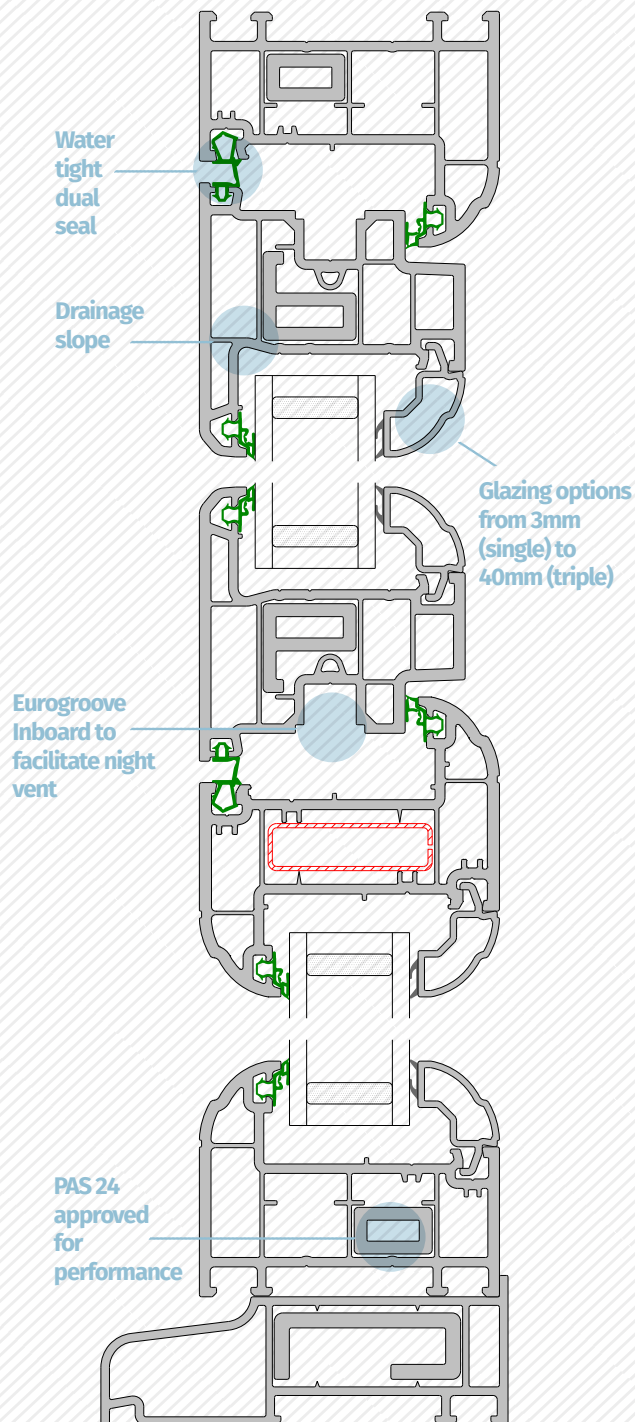 Water
tight
dual
seal
Drainage
slope
Glazing options
from 3mm
(single) to
40mm (triple)
Eurogroove
Inboard to
facilitate night
vent
PAS 24
approved
for
performance